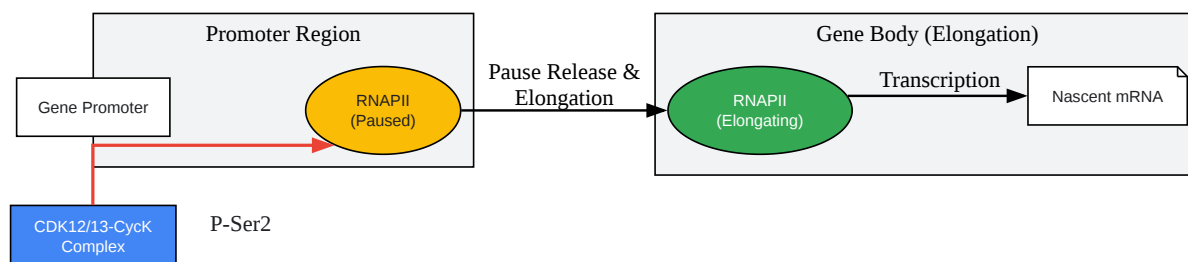 Promoter Region
Gene Promoter
RNAPII
(Paused)
Pause Release &
Elongation
Gene Body (Elongation)
RNAPII
(Elongating)
Transcription
Nascent mRNA
CDK12/13-CycK
Complex
P-Ser2